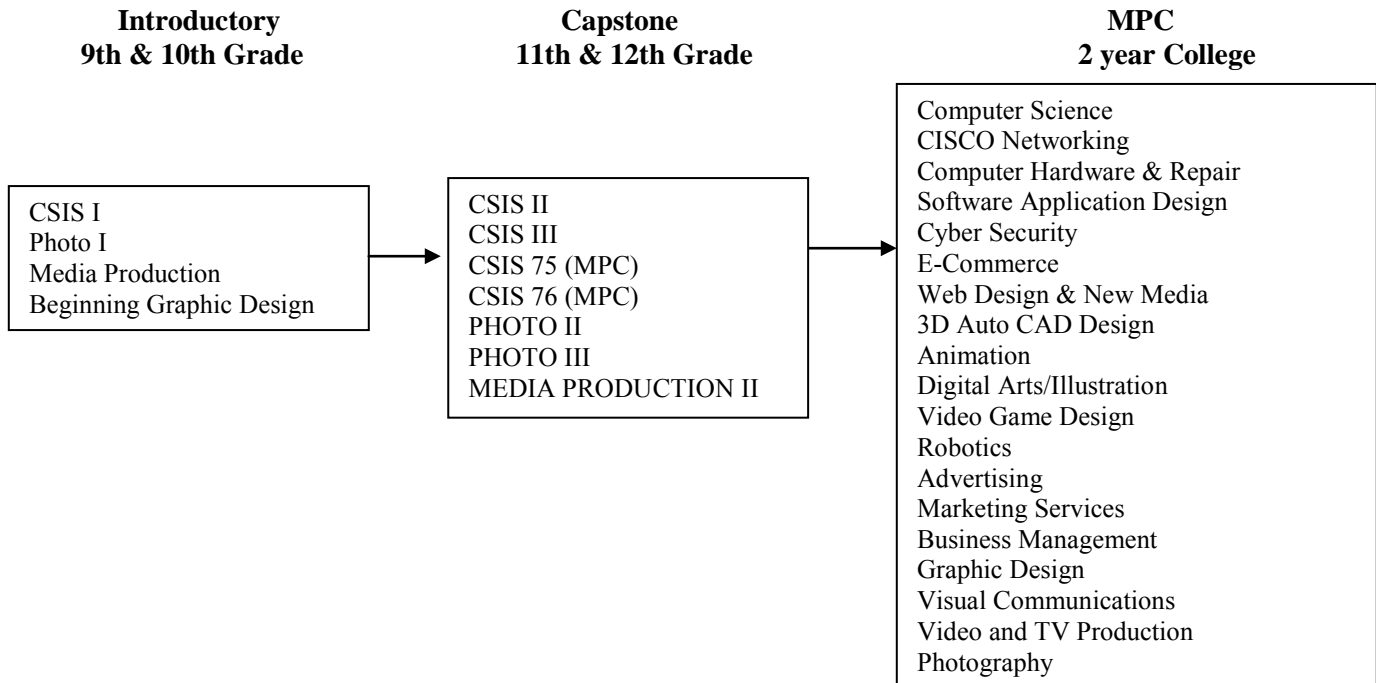 Introductory
9th & 10th Grade
Capstone
11th & 12th Grade
MPC
2 year College
CSIS I
Photo I
Media Production
Beginning Graphic Design
CSIS II
CSIS III
CSIS 75 (MPC)
CSIS 76 (MPC)
PHOTO II
PHOTO III
MEDIA PRODUCTION II
Computer Science
CISCO Networking
Computer Hardware & Repair
Software Application Design
Cyber Security
E-Commerce
Web Design & New Media
3D Auto CAD Design
Animation
Digital Arts/Illustration
Video Game Design
Robotics
Advertising
Marketing Services
Business Management
Graphic Design
Visual Communications
Video and TV Production
Photography